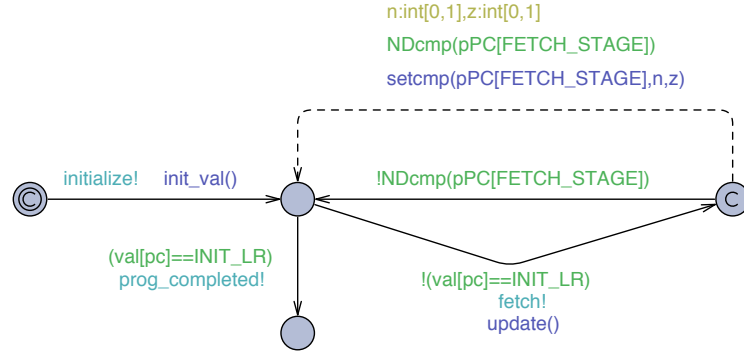 n:int[0,1],z:int[0,1]
NDcmp(pPC[FETCH_STAGE])
setcmp(pPC[FETCH_STAGE],n,z)
C initialize! init_val() !NDcmp(pPC[FETCH_STAGE]) C
(val[pc]==INIT_LR)
prog_completed!
!(val[pc]==INIT_LR)
fetch!
update()